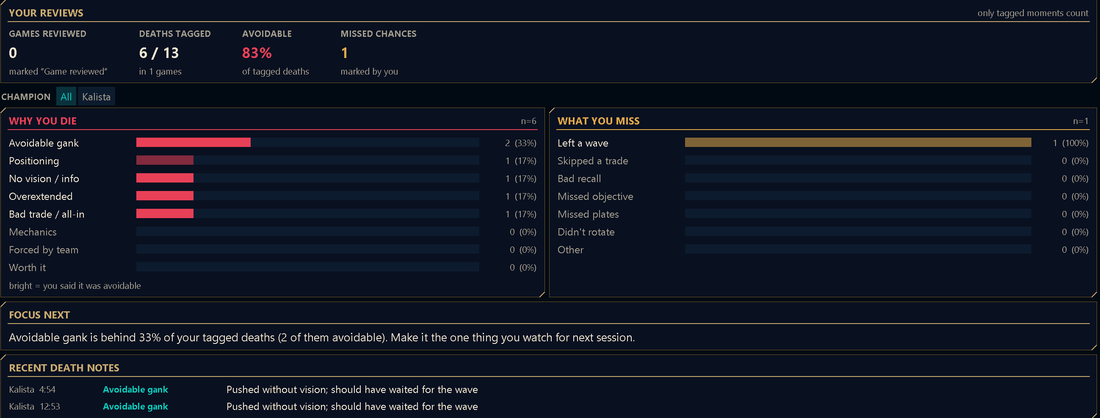 YOUR REVIEWS only tagged moments count
GAMES REVIEWED DEATHS TAGGED AVOIDABLE MISSED CHANCES
0 6 / 13 83% 1
marked "Game reviewed" in 1 games of tagged deaths marked by you
CHAMPION All Kalista
WHY YOU DIE n=6
Avoidable gank 2 (33%)
Positioning 1 (17%)
No vision / info 1 (17%)
Overextended 1 (17%)
Bad trade / all-in 1 (17%)
Mechanics 0 (0%)
Forced by team 0 (0%)
Worth it 0 (0%)
bright = you said it was avoidable
WHAT YOU MISS n=1
Left a wave 1 (100%)
Skipped a trade 0 (0%)
Bad recall 0 (0%)
Missed objective 0 (0%)
Missed plates 0 (0%)
Didn't rotate 0 (0%)
Other 0 (0%)
FOCUS NEXT
Avoidable gank is behind 33% of your tagged deaths (2 of them avoidable). Make it the one thing you watch for next session.
RECENT DEATH NOTES
Kalista 4:54 Avoidable gank Pushed without vision; should have waited for the wave
Kalista 12:53 Avoidable gank Pushed without vision; should have waited for the wave